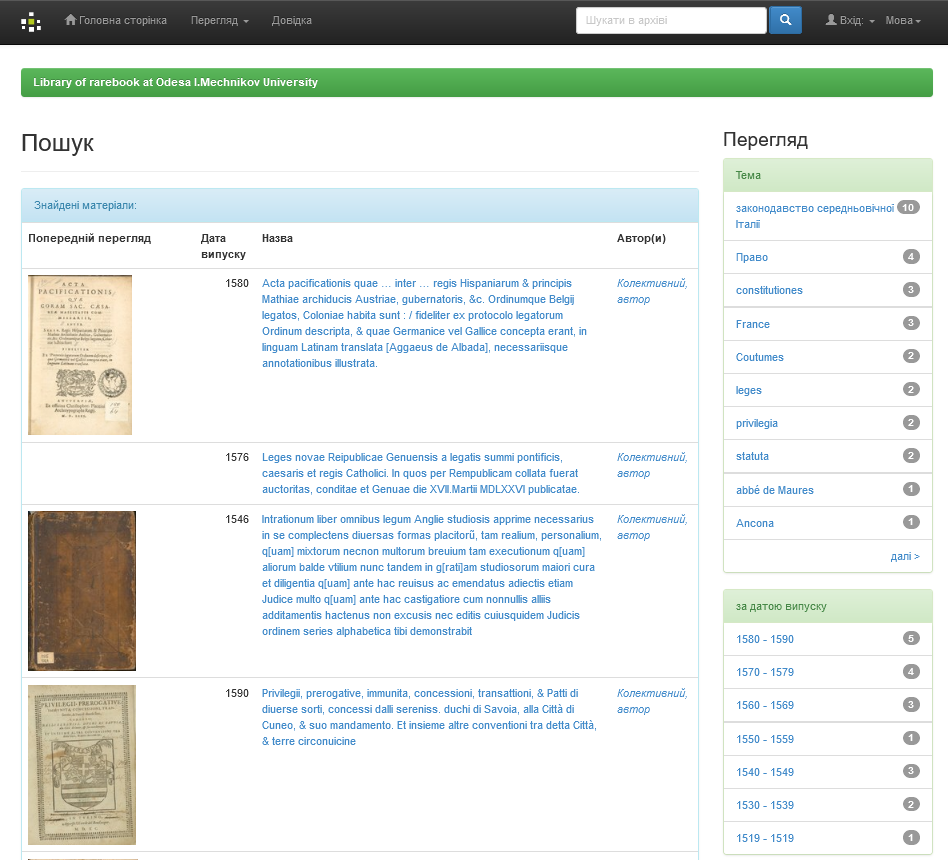 Головна сторінка
Перегляд
Довідка
Шукати в архіві
Вхід:
Мова
Library of rarebook at Odesa I.Mechnikov University
Пошук
Знайдені матеріали:
Попередній перегляд
Дата випуску
Назва
Автор(и)
ACTA
PACIFICATIONIS,
1580
Acta pacificationis quae ... inter ... regis Hispaniarum & principis
Mathiae archiducis Austriae, gubernatoris, &c. Ordinumque Belgij
legatos, Coloniae habita sunt : / fideliter ex protocolo legatorum
Ordinum descripta, & quae Germanice vel Gallice concepta erant, in
linguam Latinam translata [Aggaeus de Albada], necessariisque
annotationibus illustrata.
Колективний,
автор
1576
Leges novae Reipublicae Genuensis a legatis summi pontificis,
caesaris et regis Catholici. In quos per Rempublicam collata fuerat
auctoritas, conditae et Genuae die XVII.Martii MDLXXVI publicatae.
Колективний,
автор
1546
Intrationum liber omnibus legum Anglie studiosis apprime necessarius
in se complectens diuersas formas placitorũ, tam realium, personalium,
q[uam] mixtorum necnon multorum breuium tam executionum q[uam]
aliorum balde vtilium nunc tandem in g[rati]am studiosorum maiori cura
et diligentia q[uam] ante hac reuisus ac emendatus adiectis etiam
Judice multo q[uam] ante hac castigatiore cum nonnullis alliis
additamentis hactenus non excusis nec editis cuiusquidem Judicis
ordinem series alphabetica tibi demonstrabit
Колективний,
автор
PRIVILEGII, PREROGATIVE,
1590
Privilegii, prerogative, immunita, concessioni, transattioni, & Patti di
diuerse sorti, concessi dalli sereniss. duchi di Savoia, alla Città di
Cuneo, & suo mandamento. Et insieme altre conventioni tra detta Città,
& terre circonuicine
Колективний,
автор
Перегляд
Тема
законодавство середньовічної 10
Італії
Право 4
constitutiones 3
France 3
Coutumes 2
leges 2
privilegia 2
statuta 2
abbé de Maures 1
Ancona 1
далі >
за датою випуску
1580 - 1590 5
1570 - 1579 4
1560 - 1569 3
1550 - 1559 1
1540 - 1549 3
1530 - 1539 2
1519 - 1519 1